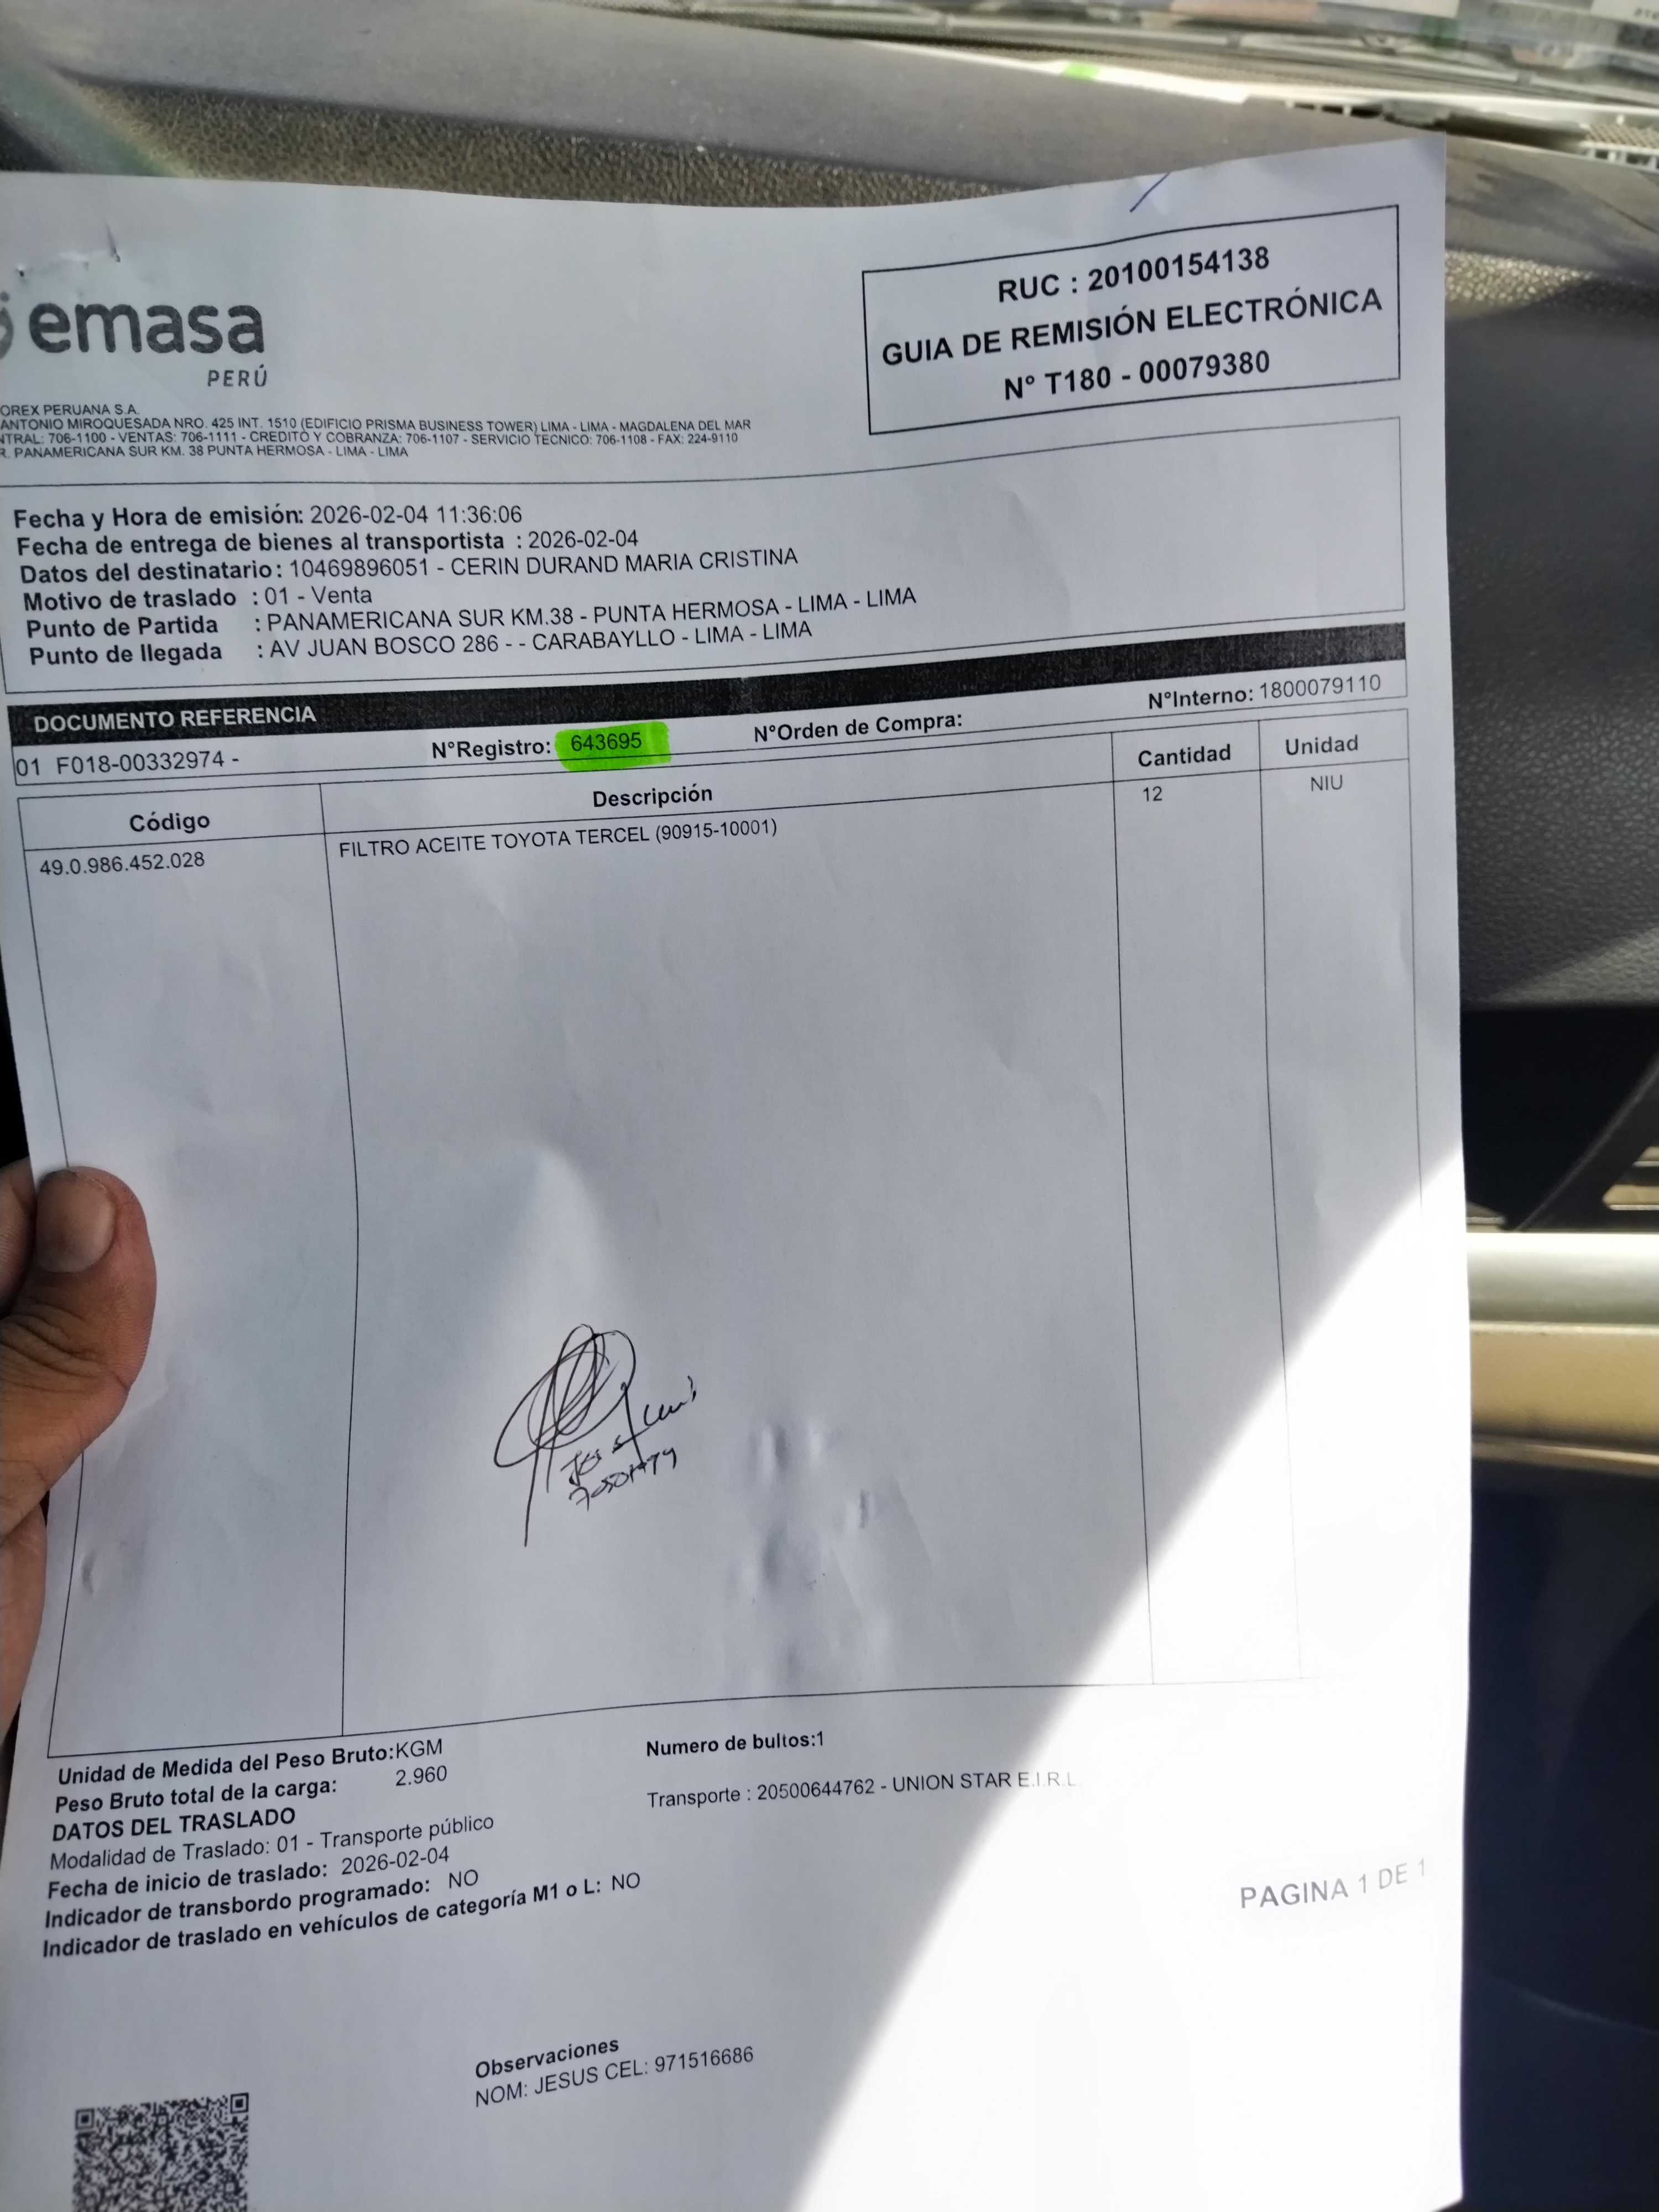 emasa
PERÚ
RUC : 20100154138
GUIA DE REMISIÓN ELECTRÓNICA
N° T180 - 00079380
OREX PERUANA S.A.
ANTONIO MIROQUESADA NRO. 425 INT. 1510 (EDIFICIO PRISMA BUSINESS TOWER) LIMA - LIMA - MAGDALENA DEL MAR
NTRAL: 706-1100 - VENTAS: 706-1111 - CREDITO Y COBRANZA: 706-1107 - SERVICIO TECNICO: 706-1108 - FAX: 224-9110
R. PANAMERICANA SUR KM. 38 PUNTA HERMOSA - LIMA - LIMA
Fecha y Hora de emisión: 2026-02-04 11:36:06
Fecha de entrega de bienes al transportista : 2026-02-04
Datos del destinatario: 10469896051 - CERIN DURAND MARIA CRISTINA
Motivo de traslado : 01 - Venta
Punto de Partida : PANAMERICANA SUR KM.38 - PUNTA HERMOSA - LIMA - LIMA
Punto de llegada : AV JUAN BOSCO 286 - - CARABAYLLO - LIMA - LIMA
DOCUMENTO REFERENCIA
01 F018-00332974 - N°Registro: 643695 N°Orden de Compra: N°Interno: 1800079110
Código Descripción Cantidad Unidad
49.0.986.452.028 FILTRO ACEITE TOYOTA TERCEL (90915-10001) 12 NIU
Unidad de Medida del Peso Bruto:KGM Numero de bultos:1
Peso Bruto total de la carga: 2.960
DATOS DEL TRASLADO Transporte : 20500644762 - UNION STAR E.I.R.L
Modalidad de Traslado: 01 - Transporte público
Fecha de inicio de traslado: 2026-02-04
Indicador de transbordo programado: NO
Indicador de traslado en vehículos de categoría M1 o L: NO
PAGINA 1 DE 1
Observaciones
NOM: JESUS CEL: 971516686